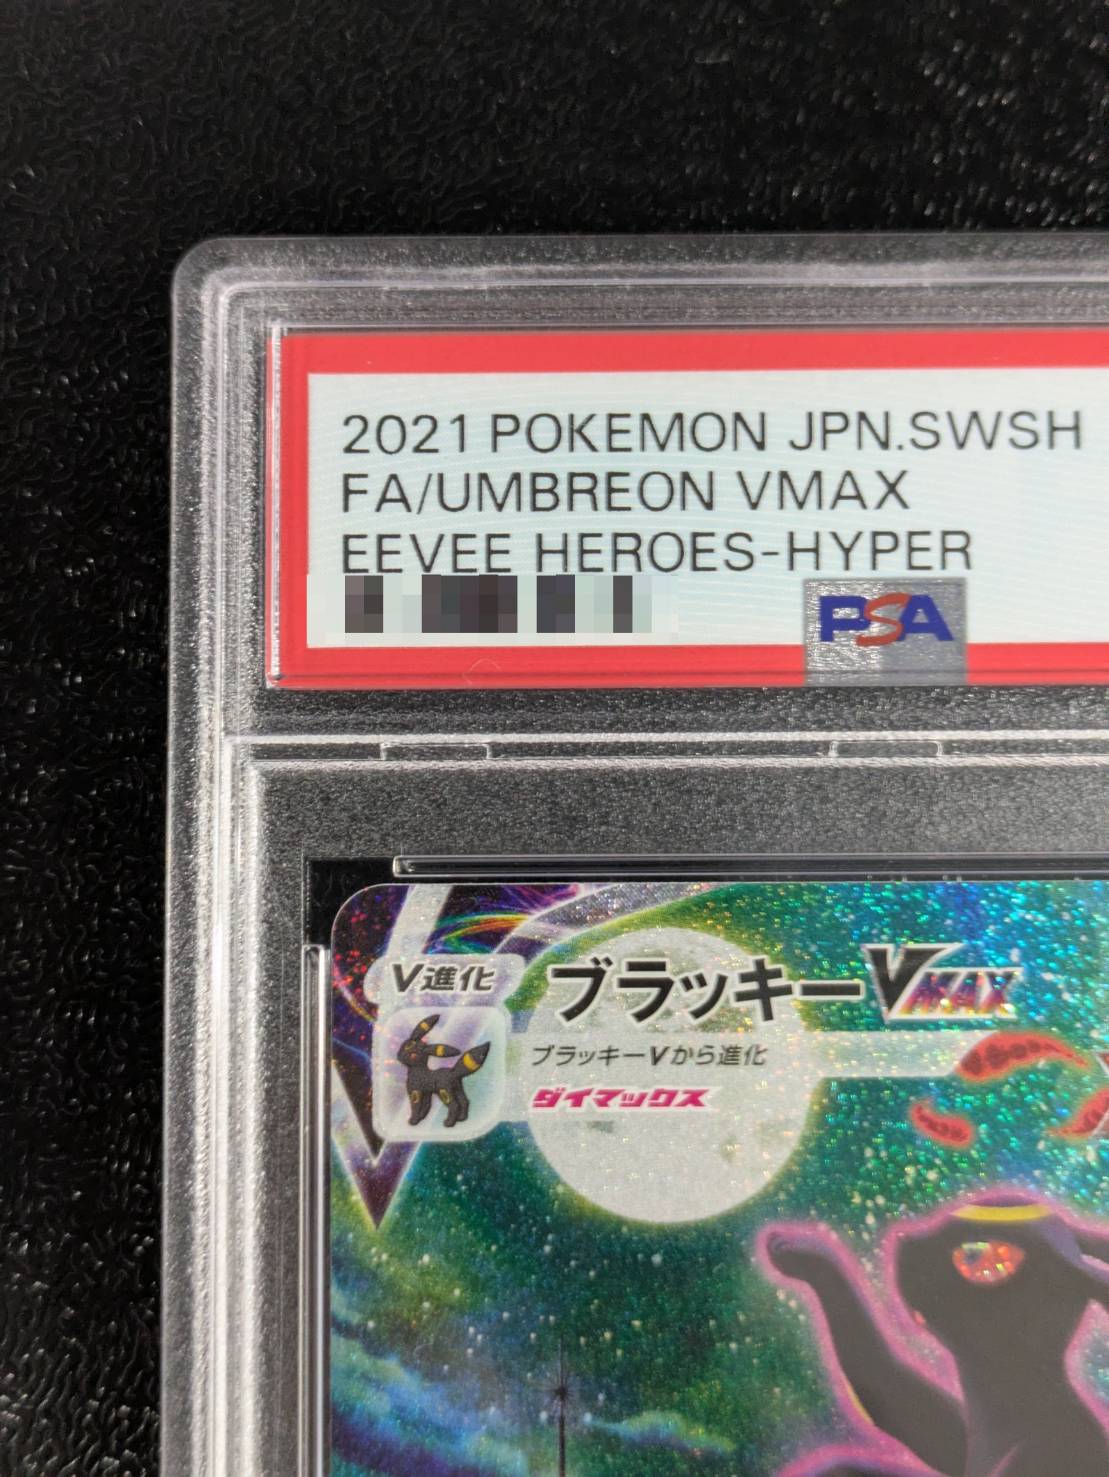 2021 POKEMON JPN.SWSH
FA/UMBREON VMAX
EEVEE HEROES-HYPER
PSA
V進化
ブラッキーVMAX
ブラッキーVから進化
ダイマックス